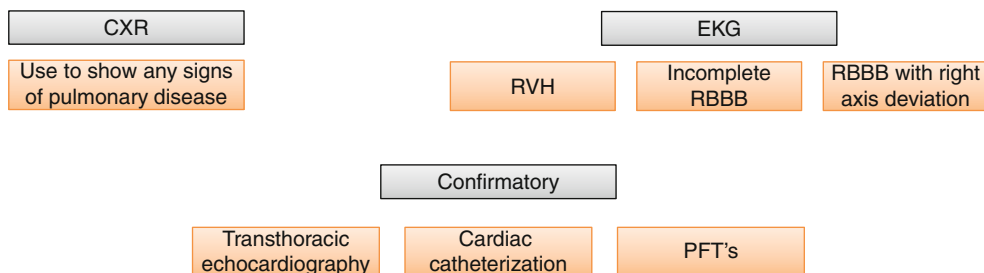 CXR
Use to show any signs
of pulmonary disease
EKG
RVH
Incomplete
RBBB
RBBB with right
axis deviation
Confirmatory
Transthoracic
echocardiography
Cardiac
catheterization
PFT's